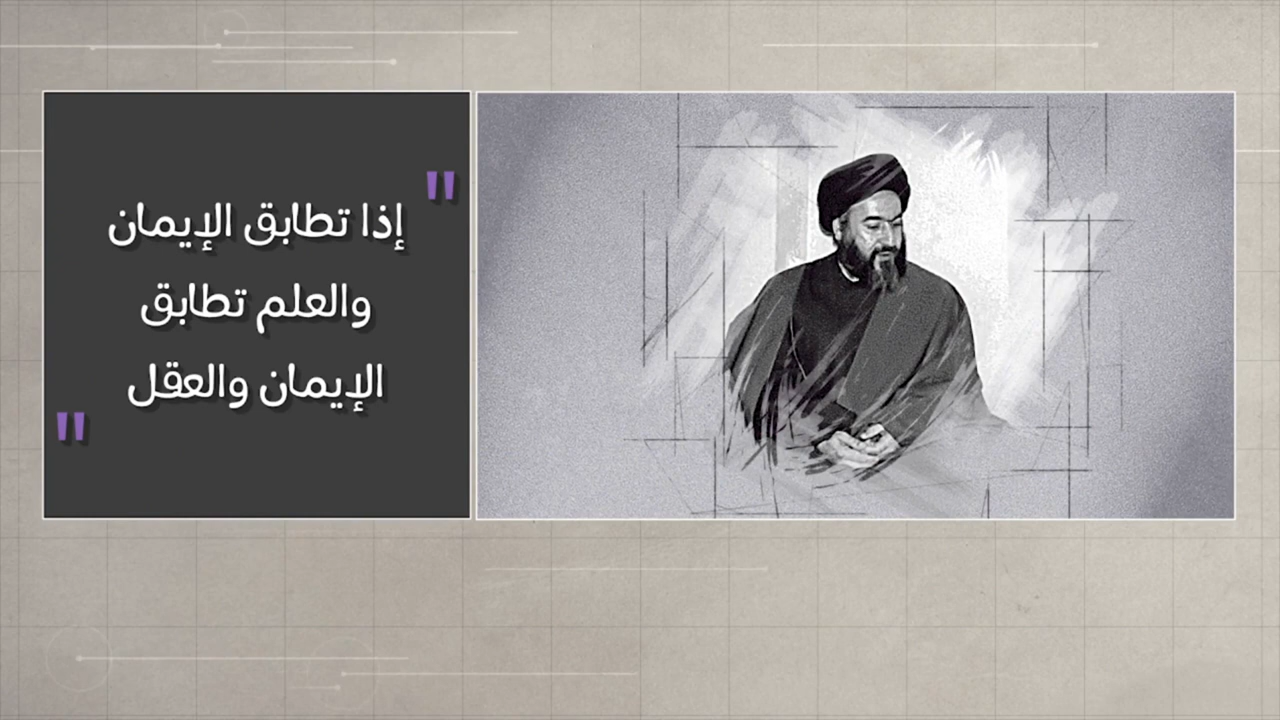 "إذا تطابق الإيمان
والعلم تطابق
الإيمان والعقل"